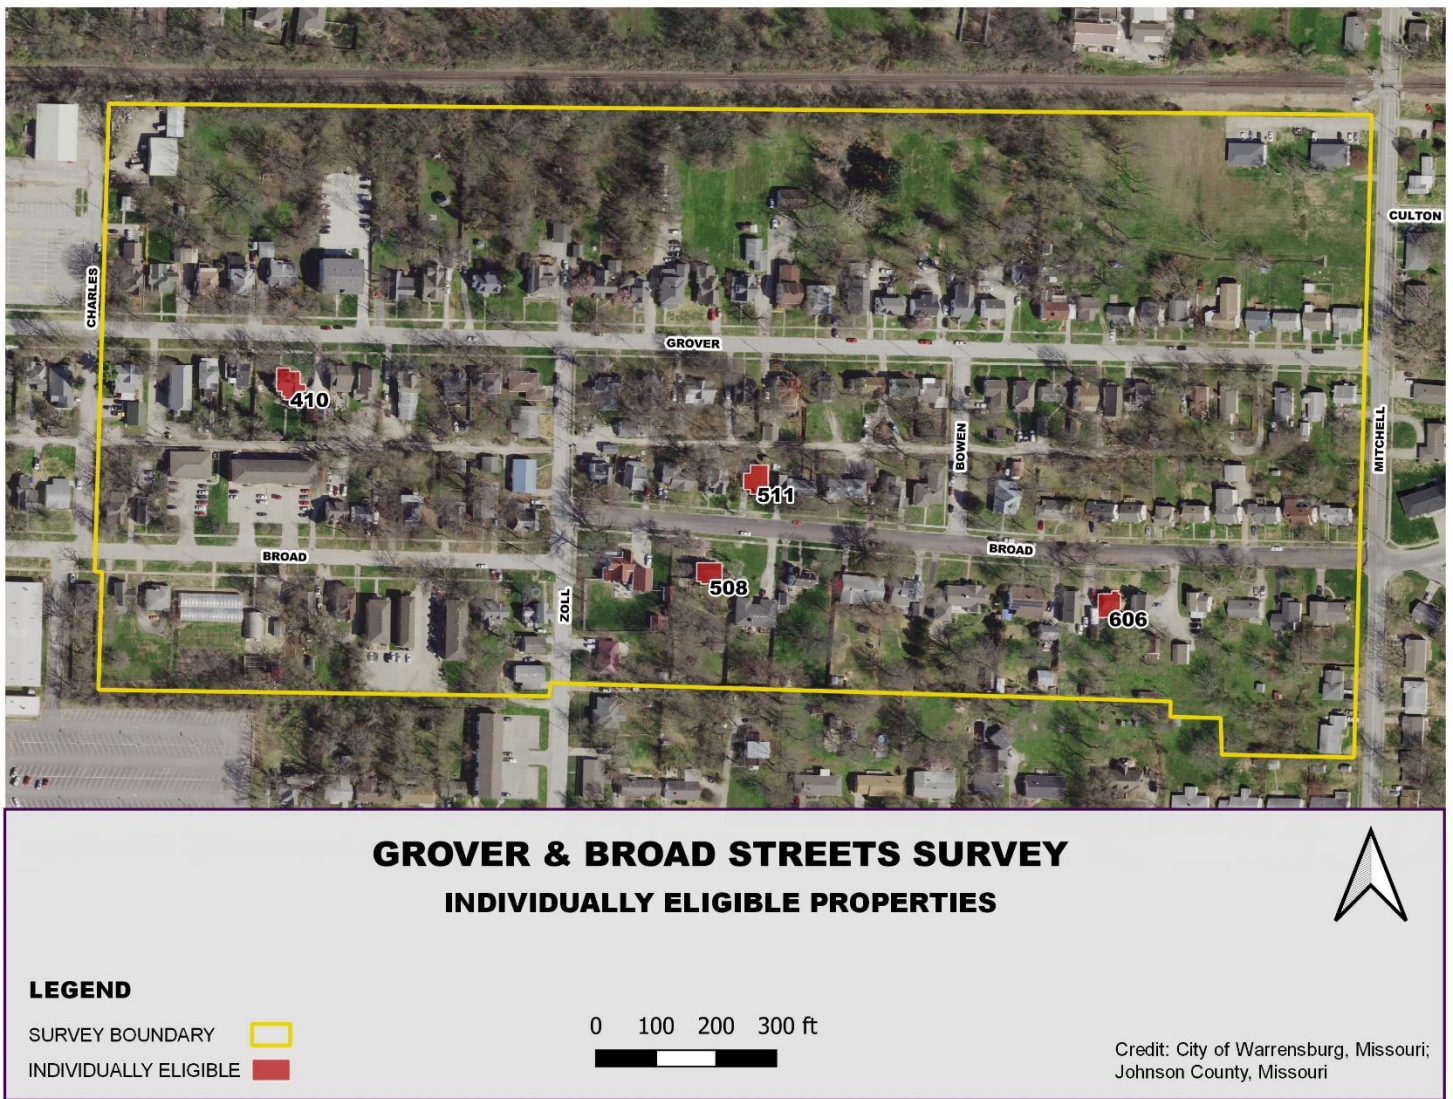 CULTON
CHARLES
GROVER
410
BOWEN
MITCHELL
511
BROAD
BROAD
508
ZOLL
606
GROVER & BROAD STREETS SURVEY
INDIVIDUALLY ELIGIBLE PROPERTIES
LEGEND
SURVEY BOUNDARY
INDIVIDUALLY ELIGIBLE
0 100 200 300 ft
Credit: City of Warrensburg, Missouri;
Johnson County, Missouri